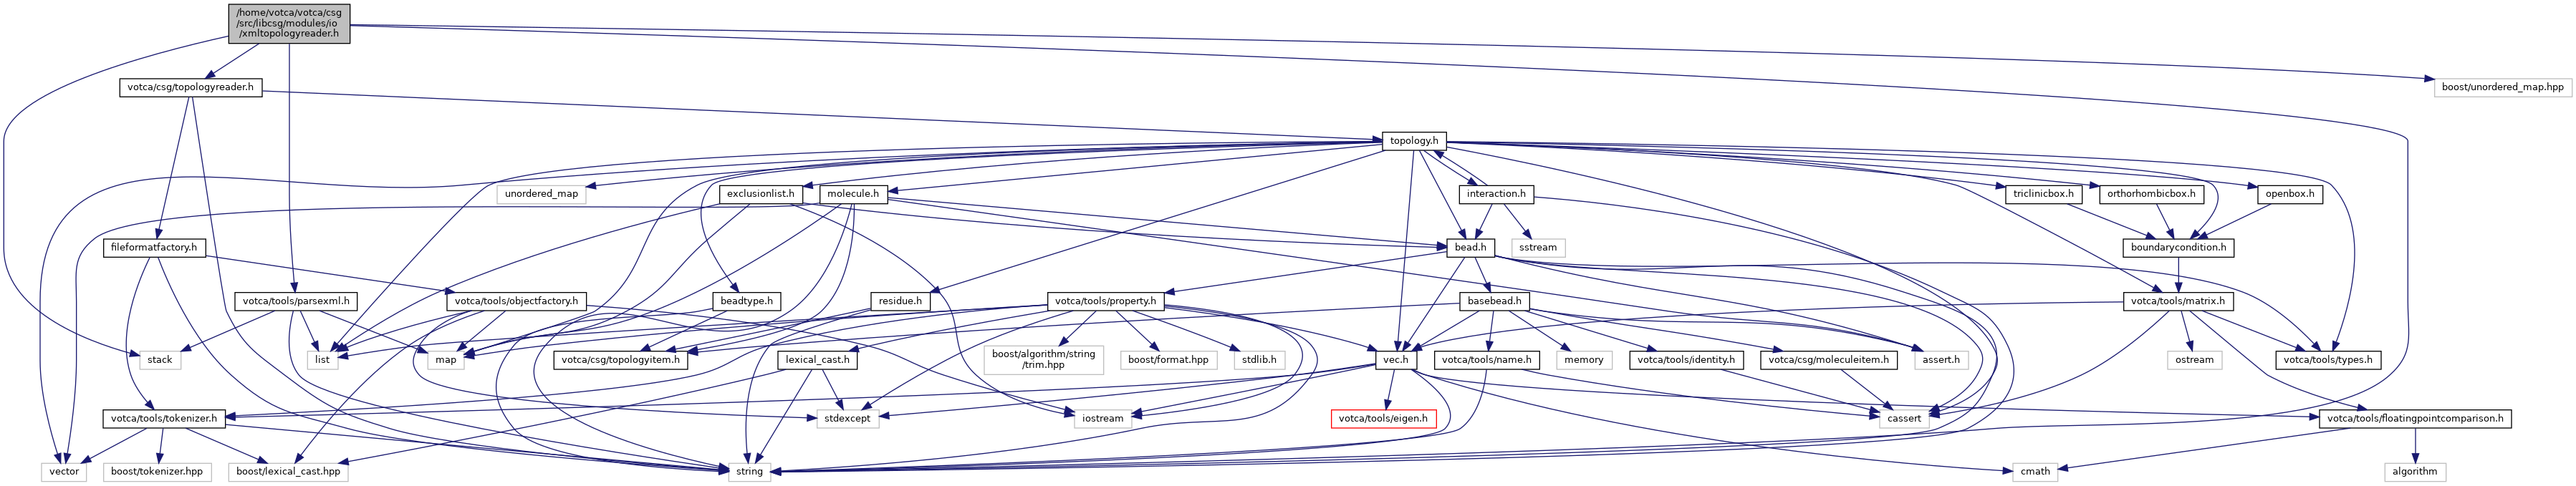 /home/votca/votca/csg
/src/libcsg/modules/io
/xmltopologyreader.h
votca/csg/topologyreader.h
boost/unordered_map.hpp
topology.h
unordered_map
exclusionlist.h
molecule.h
interaction.h
triclinicbox.h
orthorhombicbox.h
openbox.h
fileformatfactory.h
bead.h
sstream
boundarycondition.h
votca/tools/parsexml.h
votca/tools/objectfactory.h
beadtype.h
residue.h
votca/tools/property.h
basebead.h
votca/tools/matrix.h
stack
list
map
votca/csg/topologyitem.h
lexical_cast.h
boost/algorithm/string
/trim.hpp
boost/format.hpp
stdlib.h
vec.h
votca/tools/name.h
memory
votca/tools/identity.h
votca/csg/moleculeitem.h
assert.h
ostream
votca/tools/types.h
votca/tools/tokenizer.h
stdexcept
iostream
votca/tools/eigen.h
cassert
votca/tools/floatingpointcomparison.h
vector
boost/tokenizer.hpp
boost/lexical_cast.hpp
string
cmath
algorithm